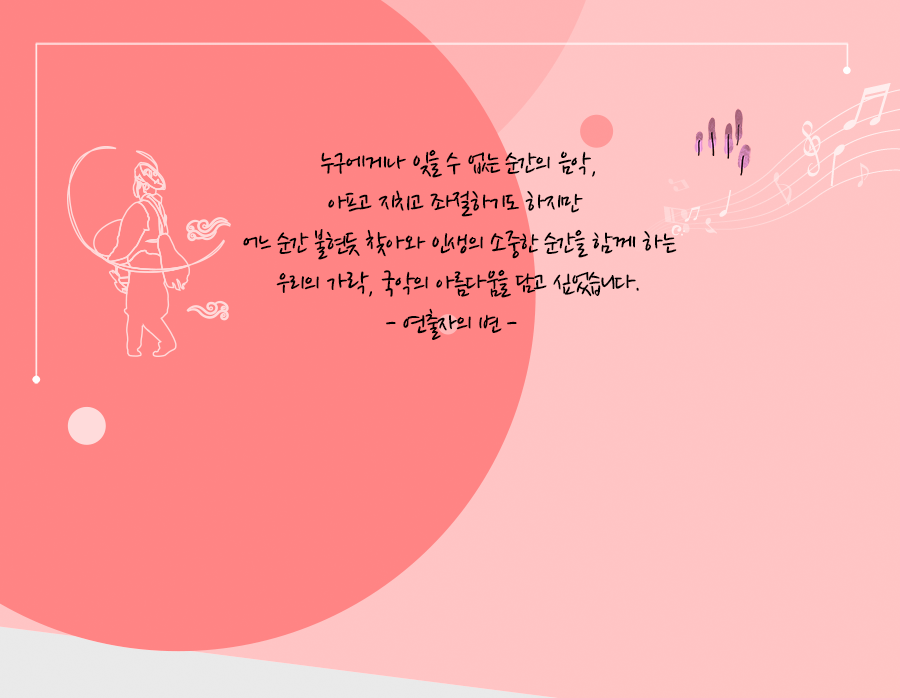 누구에게나 잊을 수 없는 순간의 음악,
아프고 지치고 좌절하기도 하지만
어느 순간 불현듯 찾아와 인생의 소중한 순간을 함께 하는
우리의 가락, 국악의 아름다움을 담고 싶었습니다.
- 연출자의 변 -